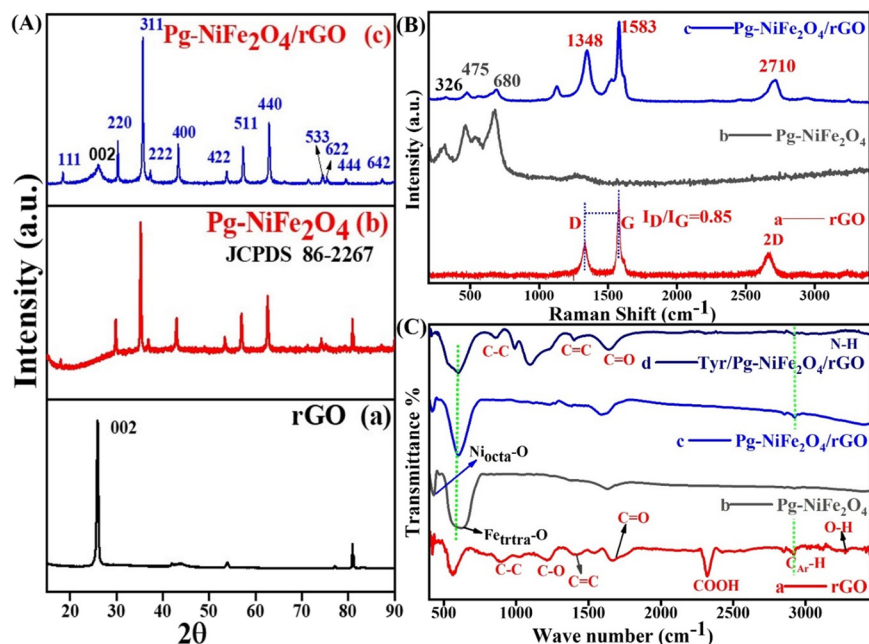 (A)
Pg-NiFe2O4/rGO (c)
111
002
220
311
222
400
422
511
440
533
622
444
642
Pg-NiFe2O4 (b)
JCPDS 86-2267
rGO (a)
002
Intensity (a.u.)
15 30 40 50 60 70 80 90
2θ
(B)
c Pg-NiFe2O4/rGO
326
475
680
1348
1583
2710
b Pg-NiFe2O4
D
G
ID/IG=0.85
a rGO
2D
Intensity (a.u.)
500 1000 1500 2000 2500 3000
Raman Shift (cm-1)
(C)
N-H
C-C
C=C
C=O
d Tyr/Pg-NiFe2O4/rGO
c Pg-NiFe2O4/rGO
Niocta-O
b Pg-NiFe2O4
Fetrtra-O
C=O
O-H
C-C
C-O
C=C
COOH
CAr-H
a rGO
Transmittance %
500 1000 1500 2000 2500 3000
Wave number (cm-1)